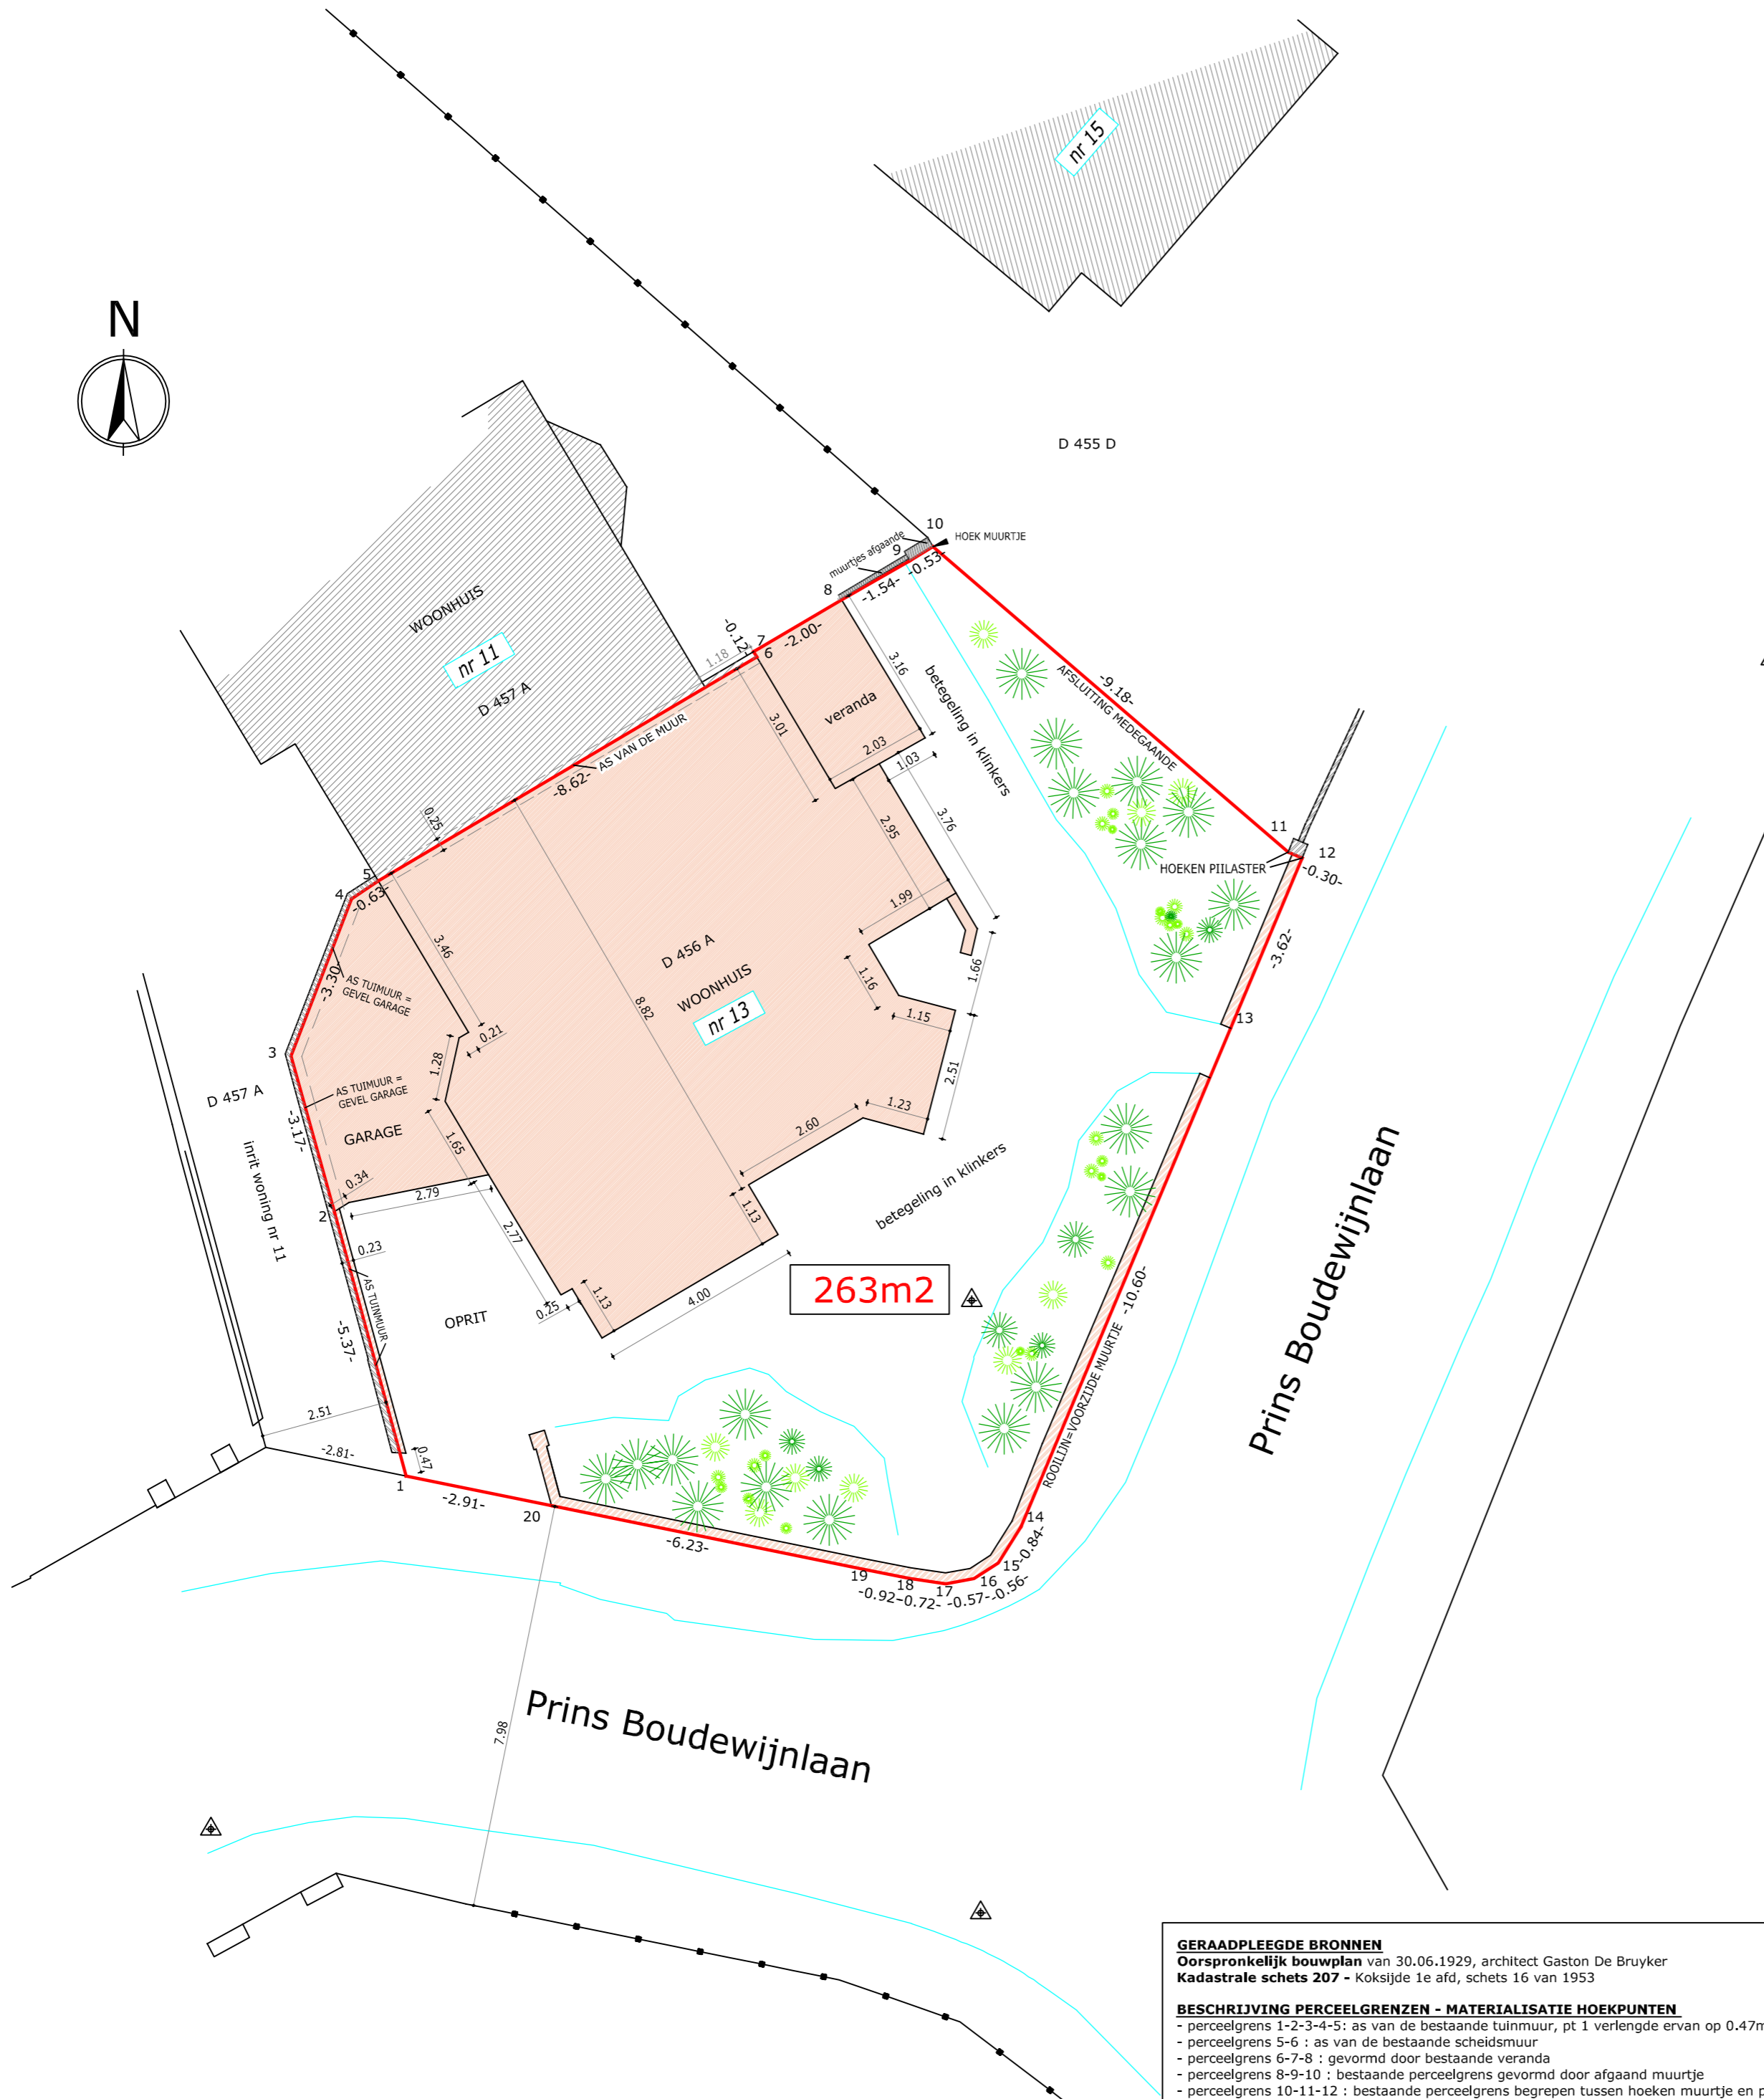 nr 15
N
D 455 D
10
HOEK MUURTJE
muurtjes afgaande
9
-0.53-
8
-1.54-
WOONHUIS
nr 11
D 457 A
-0.12-
7
6
-2.00-
1.18
3.16
betegeling in klinkers
AFSLUITING MEDEGAANDE
-9.18-
veranda
3.01
2.03
1.03
AS VAN DE MUUR
-8.62-
0.25
2.95
3.76
11
12
HOEKEN PIILASTER
-0.30-
5
4
-0.63-
1.99
3.46
D 456 A
WOONHUIS
nr 13
-3.62-
1.66
1.16
-3.30-
AS TUIMUUR =
GEVEL GARAGE
8.82
1.15
13
0.21
3
1.28
2.51
D 457 A
AS TUIMUUR =
GEVEL GARAGE
-3.17-
GARAGE
1.23
2.60
1.65
inrit woning nr 11
0.34
2.79
2
1.13
betegeling in klinkers
2.77
0.23
263m2
-10.60-
AS TUINMUUR
OPRIT
0.25
1.13
4.00
-5.37-
ROOILIJN=VOORZIJDE MUURTJE
Prins Boudewijnlaan
2.51
-2.81-
0.47
1
-2.91-
20
-6.23-
14
-0.84-
15
16
-0.56-
17
-0.57-
18
-0.72-
19
-0.92-
7.98
Prins Boudewijnlaan
GERAADPLEEGDE BRONNEN
Oorspronkelijk bouwplan van 30.06.1929, architect Gaston De Bruyker
Kadastrale schets 207 - Koksijde 1e afd, schets 16 van 1953
BESCHRIJVING PERCEELGRENZEN - MATERIALISATIE HOEKPUNTEN
- perceelgrens 1-2-3-4-5: as van de bestaande tuinmuur, pt 1 verlengde ervan op 0.47m
- perceelgrens 5-6 : as van de bestaande scheidsmuur
- perceelgrens 6-7-8 : gevormd door bestaande veranda
- perceelgrens 8-9-10 : bestaande perceelgrens gevormd door afgaand muurtje
- perceelgrens 10-11-12 : bestaande perceelgrens begrepen tussen hoeken muurtje en